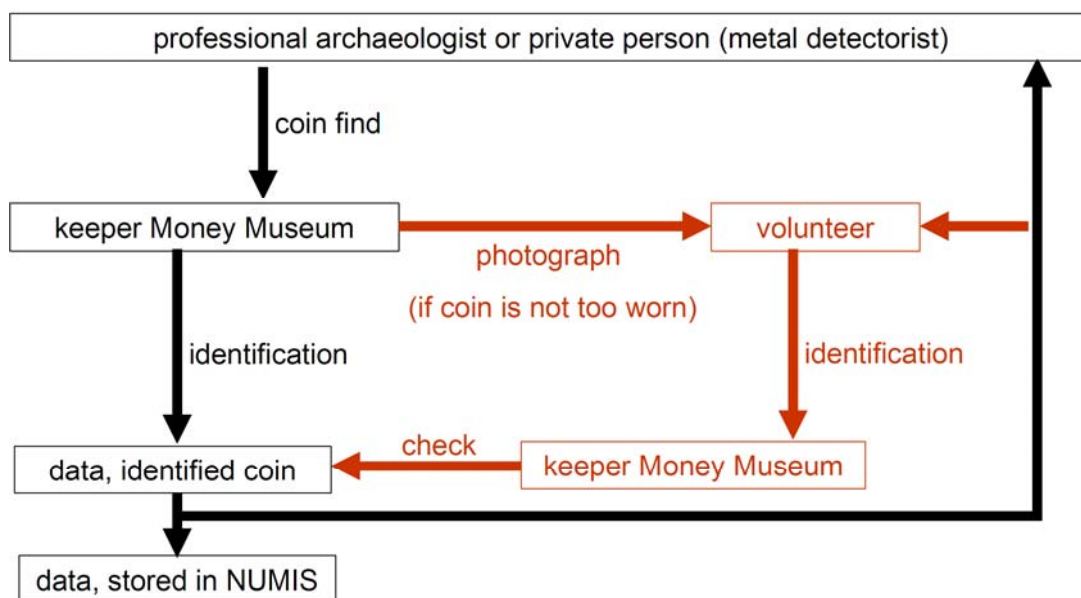 professional archaeologist or private person (metal detectorist)
coin find
keeper Money Museum
volunteer
photograph
(if coin is not too worn)
identification
identification
check
data, identified coin
keeper Money Museum
data, stored in NUMIS